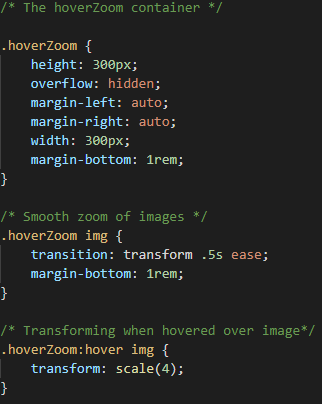 /* The hoverZoom container */
.hoverZoom {
height: 300px;
overflow: hidden;
margin-left: auto;
margin-right: auto;
width: 300px;
margin-bottom: 1rem;
}
/* Smooth zoom of images */
.hoverZoom img {
transition: transform .5s ease;
margin-bottom: 1rem;
}
/* Transforming when hovered over image*/
.hoverZoom:hover img {
transform: scale(4);
}